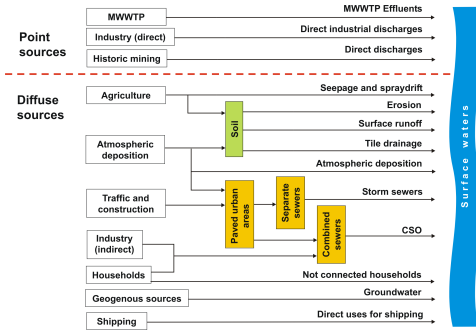 MWWTP Effluents
MWWTP
Point
sources
Industry (direct)
Direct industrial discharges
Historic mining
Direct discharges
Diffuse
sources
Agriculture
Seepage and spraydrift
Soil
Erosion
Surface runoff
Tile drainage
Atmospheric
deposition
Atmospheric deposition
Traffic and
construction
Paved urban
areas
Separate
sewers
Storm sewers
Combined
sewers
CSO
Industry
(indirect)
Households
Not connected households
Geogenous sources
Groundwater
Shipping
Direct uses for shipping
Surface waters